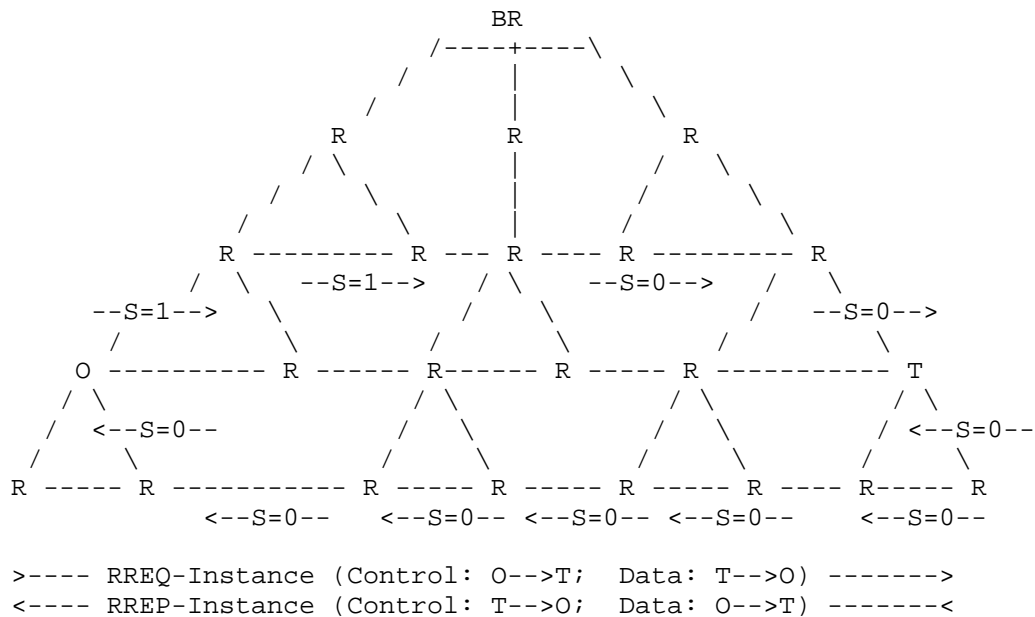 BR
R R R
R R R R R
--S=1--> --S=0-->
--S=1--> --S=0-->
O R R R R T
<--S=0-- <--S=0--
R R R R R R R R
<--S=0-- <--S=0-- <--S=0-- <--S=0-- <--S=0--
>---- RREQ-Instance (Control: O-->T; Data: T-->O) ------->
<---- RREP-Instance (Control: T-->O; Data: O-->T) -------<